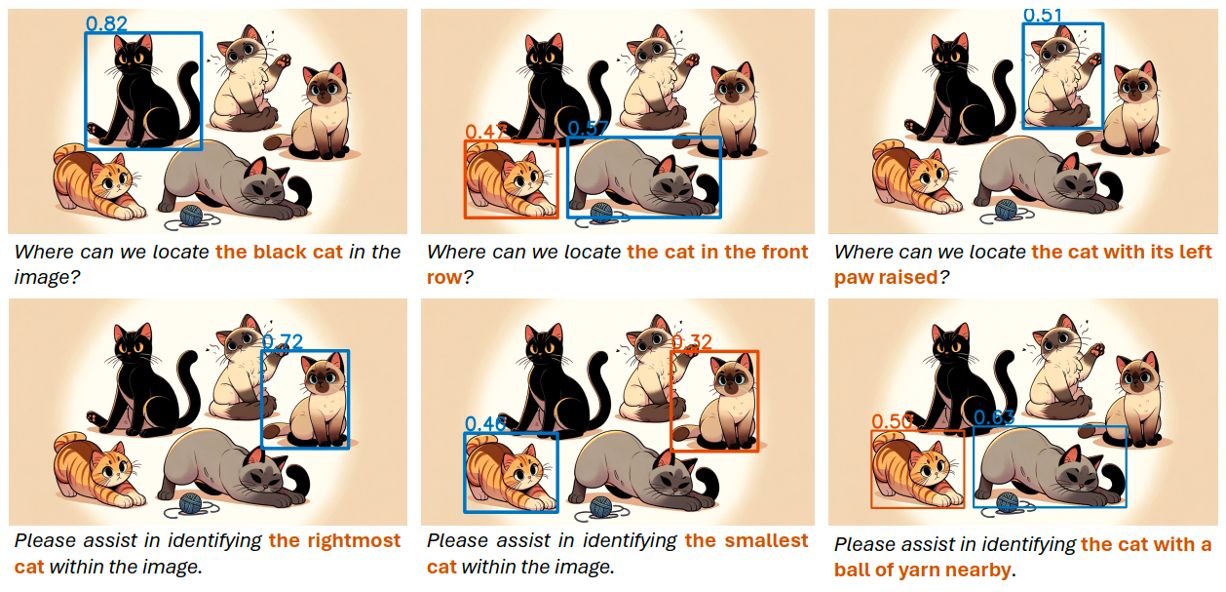 0.82
0.51
0.47 0.57
Where can we locate the black cat in the
image?
Where can we locate the cat in the front
row?
Where can we locate the cat with its left
paw raised?
0.72
0.32
0.46
0.50 0.63
Please assist in identifying the rightmost
cat within the image.
Please assist in identifying the smallest
cat within the image.
Please assist in identifying the cat with a
ball of yarn nearby.